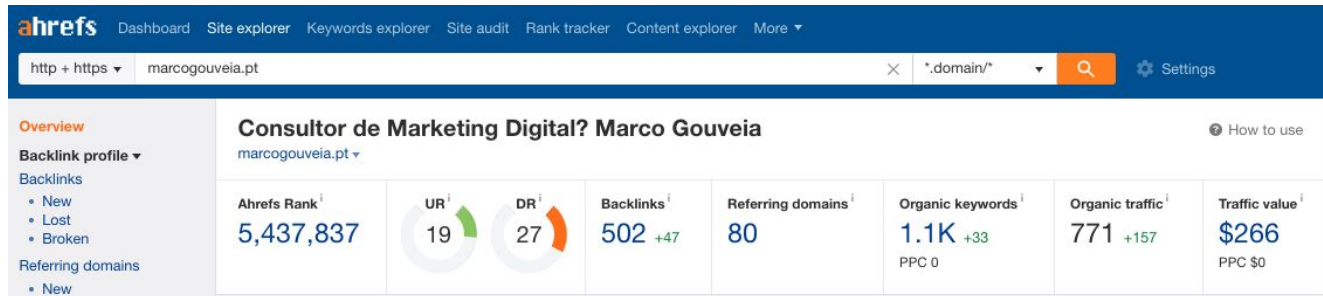 ahrefs Dashboard Site explorer Keywords explorer Site audit Rank tracker Content explorer More
http + https marcogouveia.pt *.domain/* Settings
Overview
Backlink profile
Backlinks
New
Lost
Broken
Referring domains
New
Consultor de Marketing Digital? Marco Gouveia
How to use
marcogouveia.pt
Ahrefs Rank
5,437,837
UR
19
DR
27
Backlinks
502 +47
Referring domains
80
Organic keywords
1.1K +33
PPC 0
Organic traffic
771 +157
Traffic value
$266
PPC $0